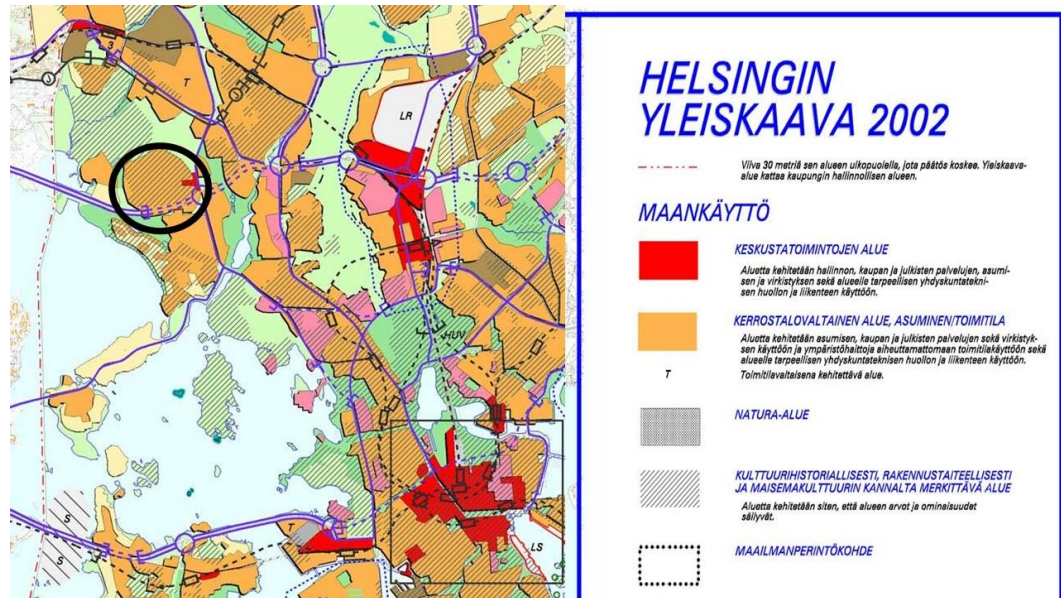 3
J
T
LR
HUV
S
S
T
LS
HELSINGIN
YLEISKAAVA 2002
Viiva 30 metriä sen alueen ulkopuolella, jota päätös koskee. Yleiskaava-
alue kattaa kaupungin hallinnollisen alueen.
MAANKÄYTTÖ
KESKUSTATOIMINTOJEN ALUE
Aluetta kehitetään hallinnon, kaupan ja julkisten palvelujen, asumi-
sen ja virkistyksen sekä alueelle tarpeellisen yhdyskuntatekni-
sen huollon ja liikenteen käyttöön.
KERROSTALOVALTAINEN ALUE, ASUMINEN/TOIMITILA
Aluetta kehitetään asumisen, kaupan ja julkisten palvelujen sekä virkistyk-
sen käyttöön ja ympäristöhaittoja aiheuttamattomaan toimitilakäyttöön sekä
alueelle tarpeellisen yhdyskuntateknisen huollon ja liikenteen käyttöön.
T Toimitilavaltaisena kehitettävä alue.
NATURA-ALUE
KULTTUURIHISTORIALLISESTI, RAKENNUSTAITEELLISESTI
JA MAISEMAKULTTUURIN KANNALTA MERKITTÄVÄ ALUE
Aluetta kehitetään siten, että alueen arvot ja ominaisuudet
säilyvät.
MAAILMANPERINTÖKOHDE